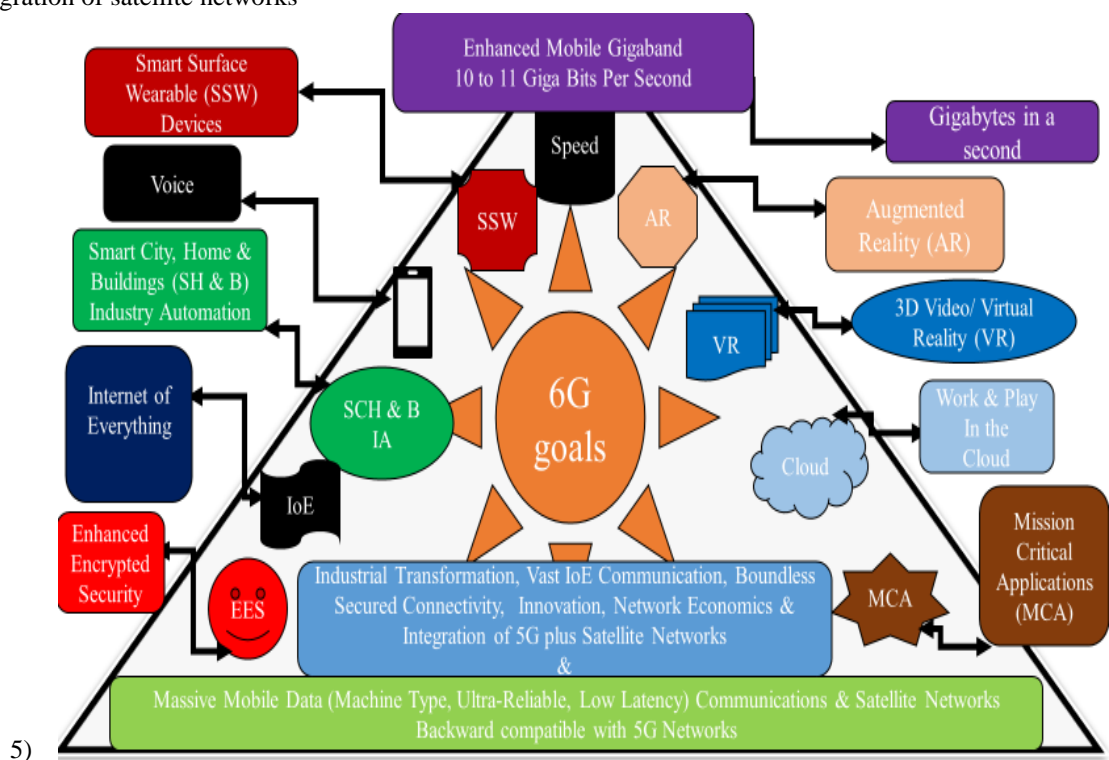 gration of satellite networks
Enhanced Mobile Gigaband
10 to 11 Giga Bits Per Second
Smart Surface
Wearable (SSW)
Devices
Gigabytes in a
second
Speed
Voice
SSW
AR
Augmented
Reality (AR)
Smart City, Home &
Buildings (SH & B)
Industry Automation
3D Video/ Virtual
Reality (VR)
VR
Internet of
Everything
6G
goals
SCH & B
IA
Work & Play
In the
Cloud
Cloud
IoE
Mission
Critical
Applications
(MCA)
Enhanced
Encrypted
Security
EES
MCA
Industrial Transformation, Vast IoE Communication, Boundless
Secured Connectivity, Innovation, Network Economics &
Integration of 5G plus Satellite Networks
&
Massive Mobile Data (Machine Type, Ultra-Reliable, Low Latency) Communications & Satellite Networks
Backward compatible with 5G Networks
5)